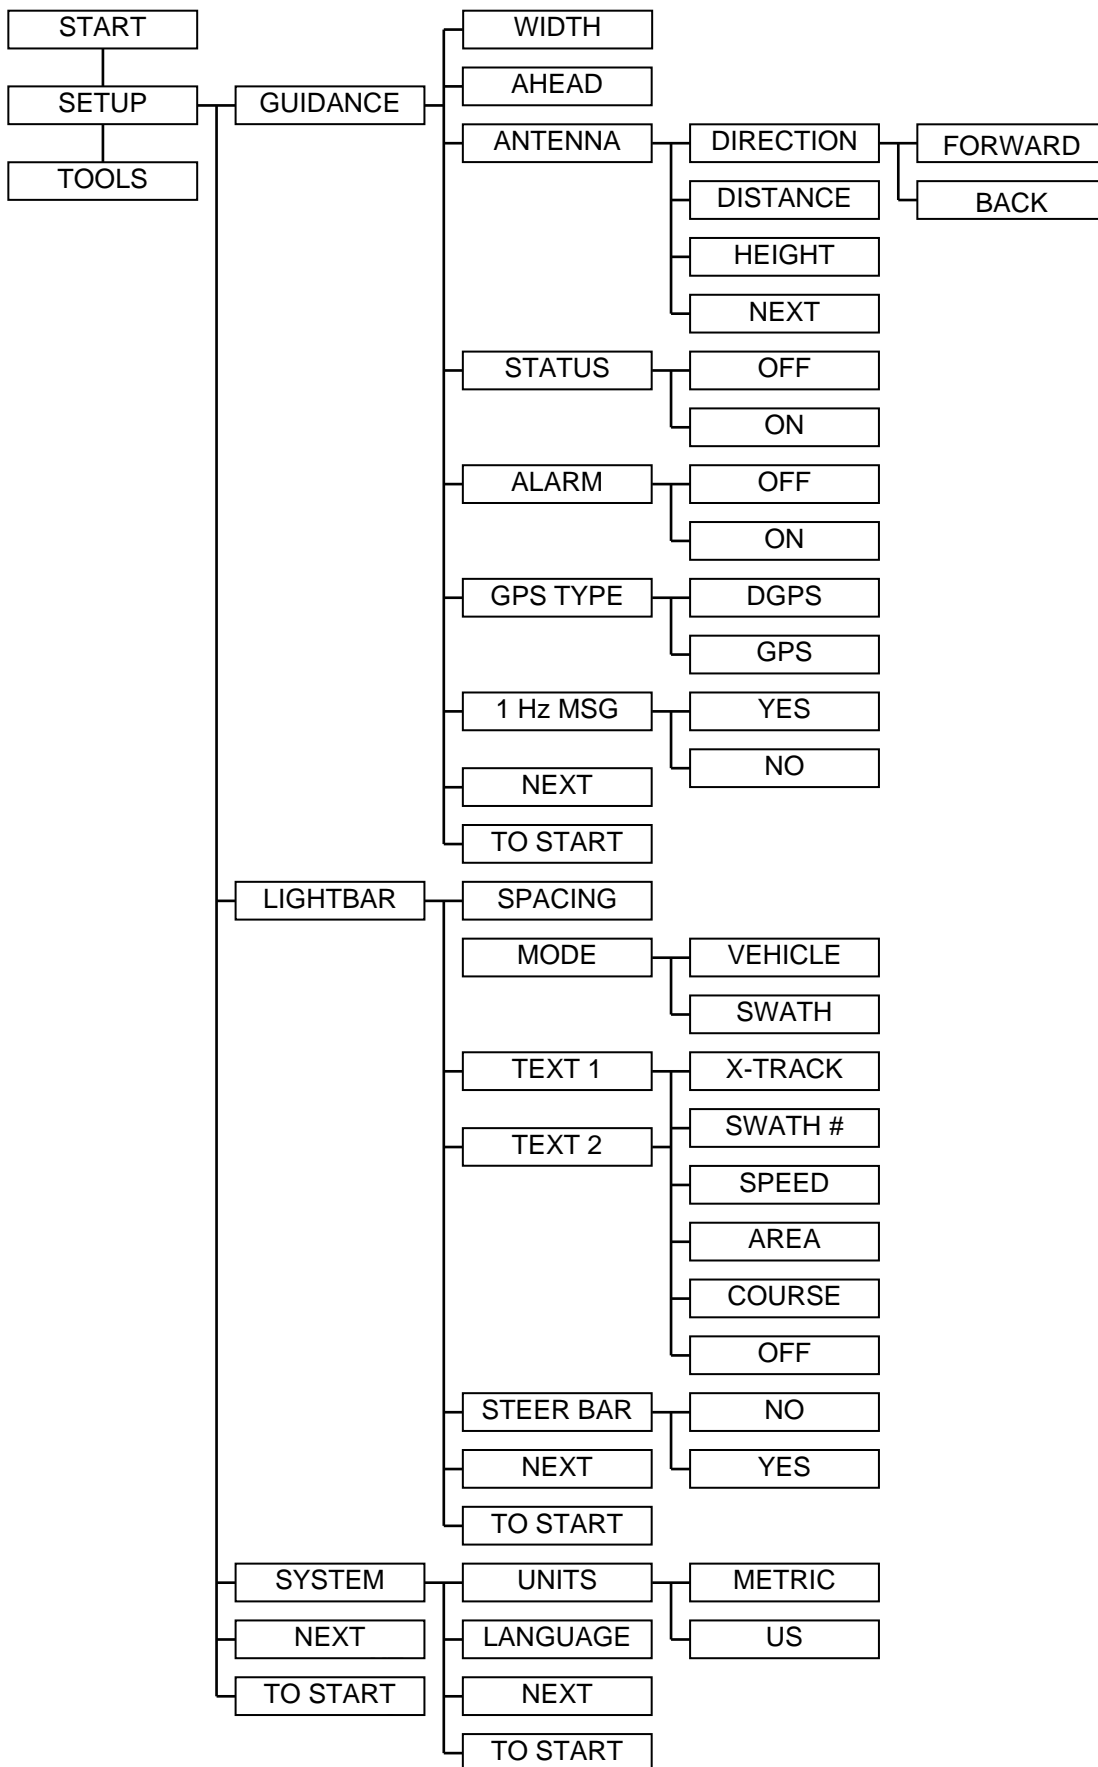 START
WIDTH
AHEAD
SETUP
GUIDANCE
ANTENNA
DIRECTION
FORWARD
TOOLS
DISTANCE
BACK
HEIGHT
NEXT
STATUS
OFF
ON
ALARM
OFF
ON
GPS TYPE
DGPS
GPS
1 Hz MSG
YES
NO
NEXT
TO START
LIGHTBAR
SPACING
MODE
VEHICLE
SWATH
TEXT 1
X-TRACK
TEXT 2
SWATH #
SPEED
AREA
COURSE
OFF
STEER BAR
NO
NEXT
YES
TO START
SYSTEM
UNITS
METRIC
NEXT
LANGUAGE
US
TO START
NEXT
TO START